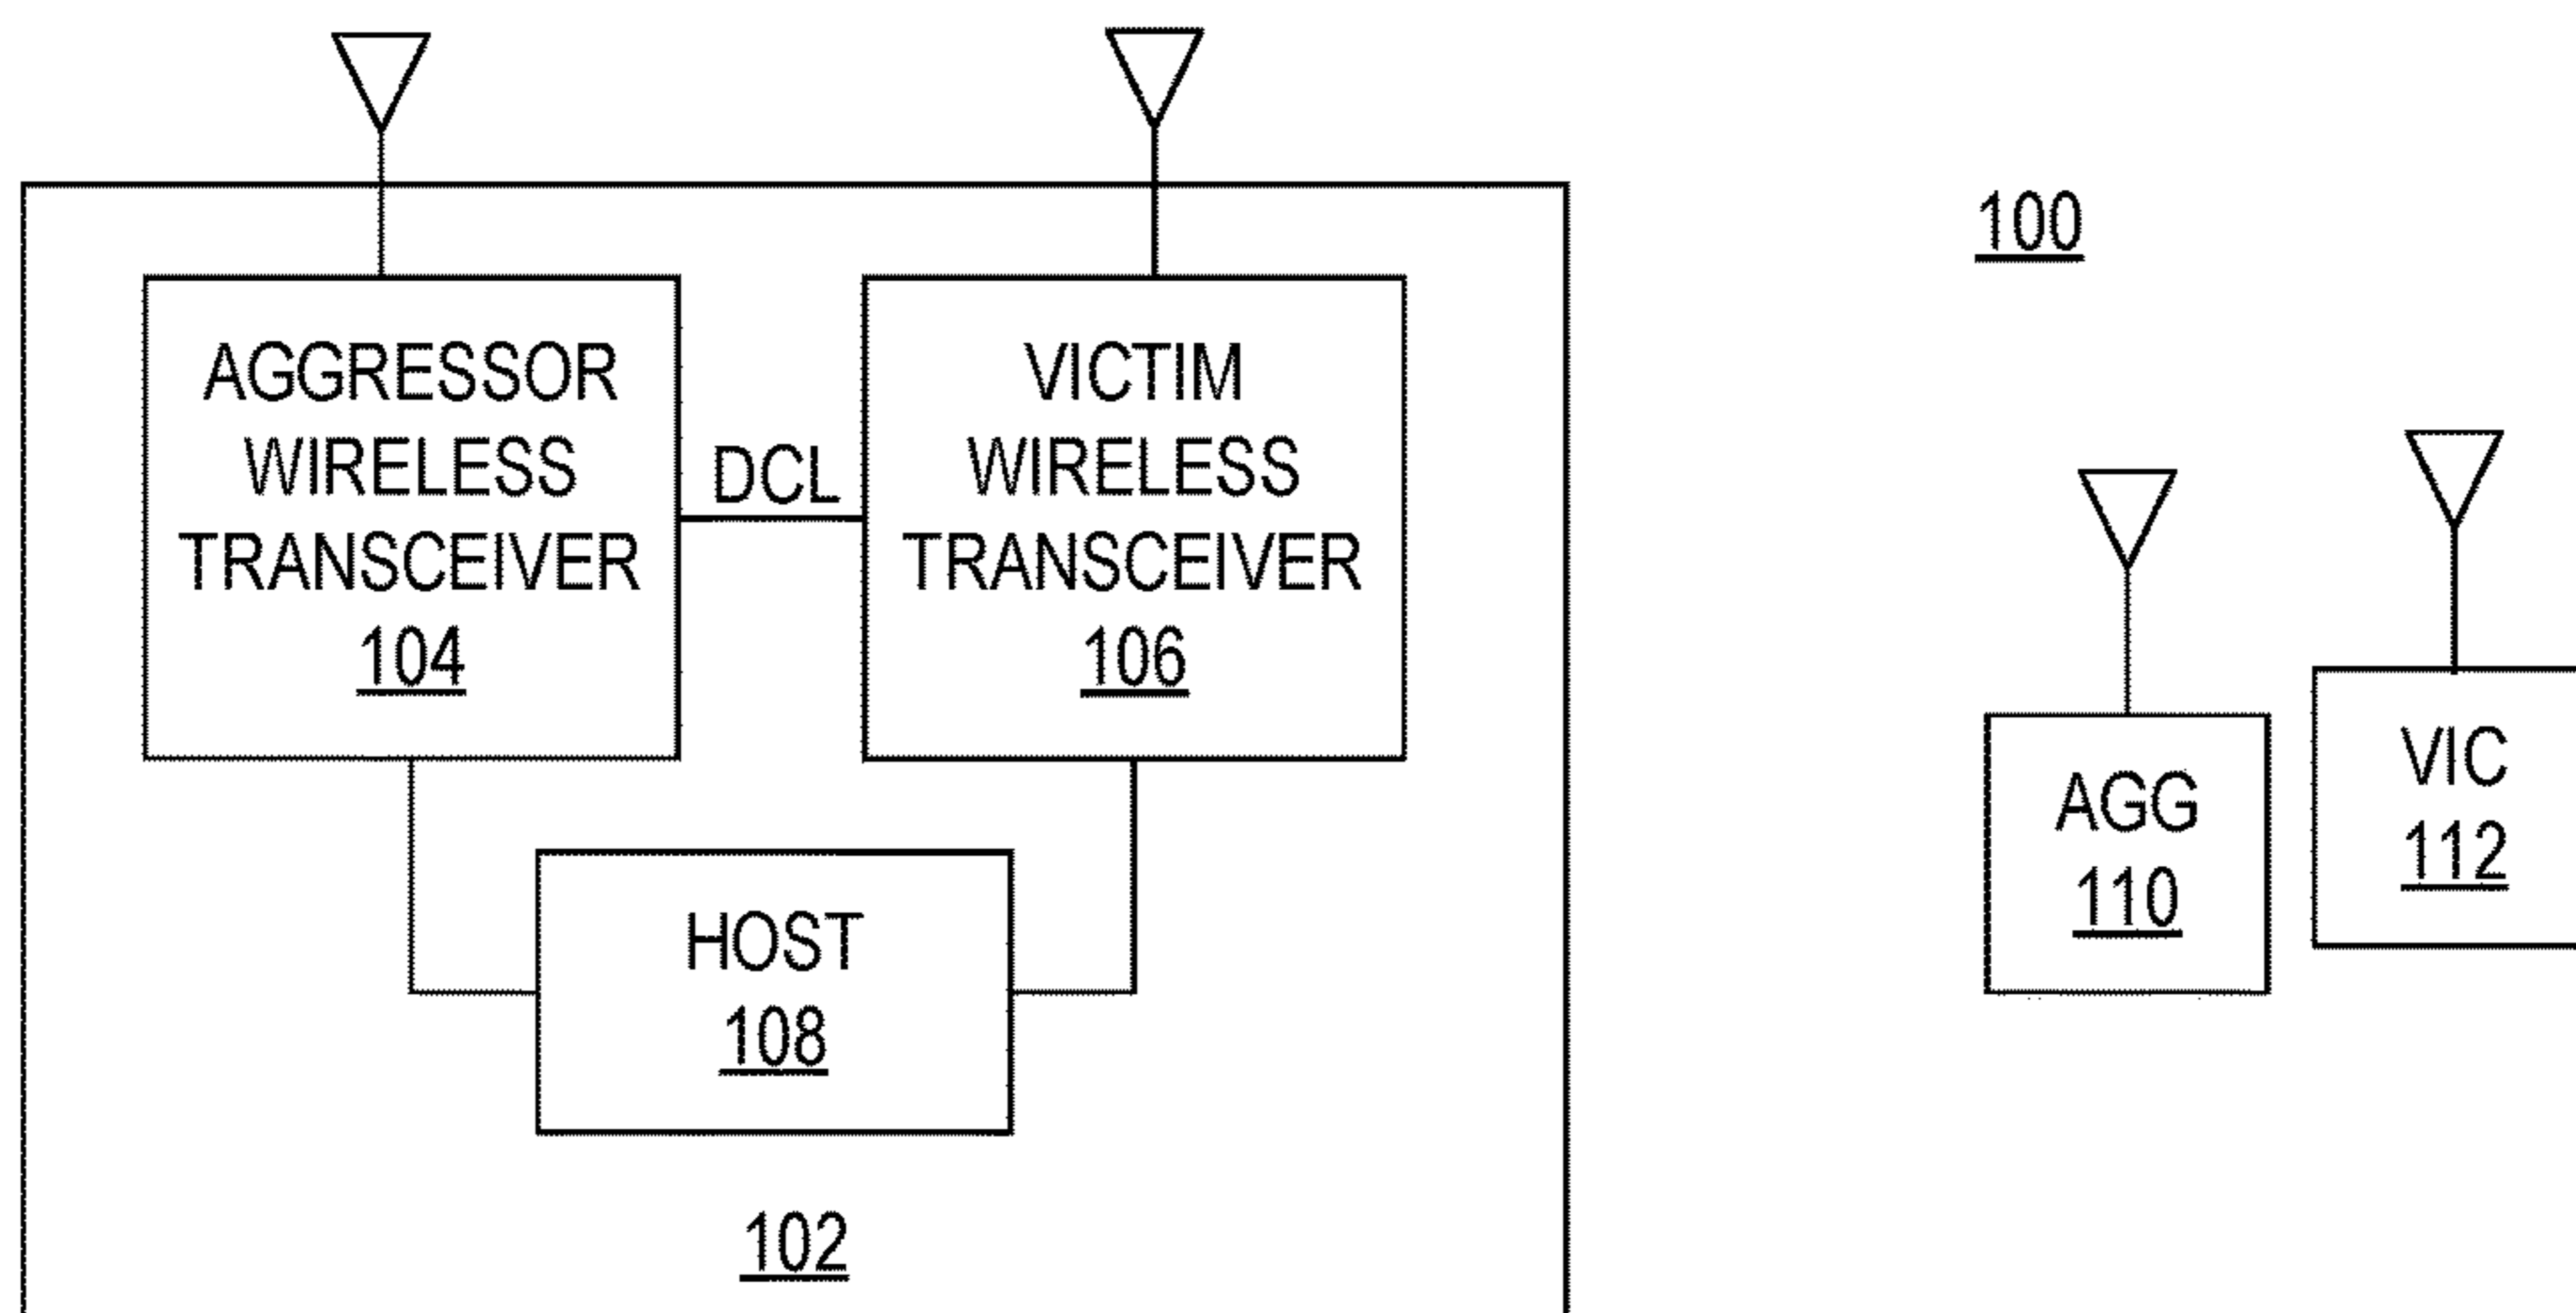 100
AGGRESSOR
WIRELESS
TRANSCEIVER
104
DCL
VICTIM
WIRELESS
TRANSCEIVER
106
HOST
108
102
AGG
110
VIC
112